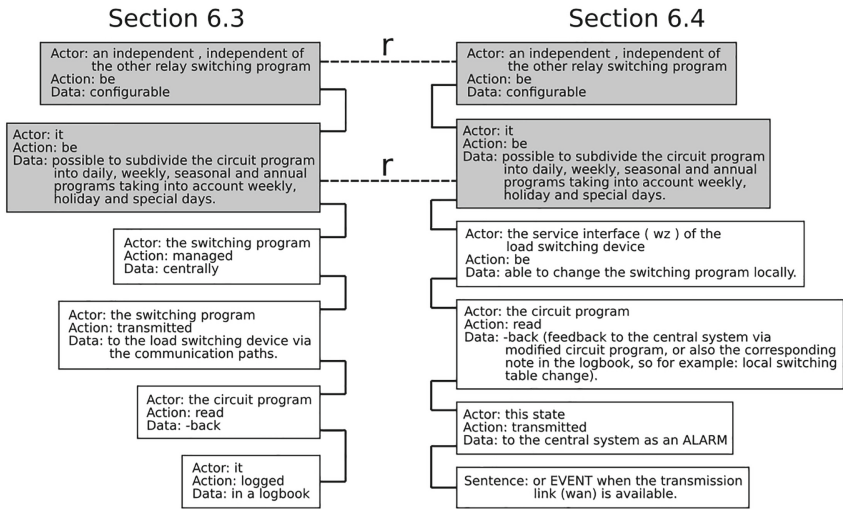 Section 6.3
Actor: an independent , independent of
the other relay switching program
Action: be
Data: configurable
Actor: it
Action: be
Data: possible to subdivide the circuit program
into daily, weekly, seasonal and annual
programs taking into account weekly,
holiday and special days.
Actor: the switching program
Action: managed
Data: centrally
Actor: the switching program
Action: transmitted
Data: to the load switching device via
the communication paths.
Actor: the circuit program
Action: read
Data: -back
Actor: it
Action: logged
Data: in a logbook
r
r
Section 6.4
Actor: an independent , independent of
the other relay switching program
Action: be
Data: configurable
Actor: it
Action: be
Data: possible to subdivide the circuit program
into daily, weekly, seasonal and annual
programs taking into account weekly,
holiday and special days.
Actor: the service interface ( wz ) of the
load switching device
Action: be
Data: able to change the switching program locally.
Actor: the circuit program
Action: read
Data: -back (feedback to the central system via
modified circuit program, or also the corresponding
note in the logbook, so for example: local switching
table change).
Actor: this state
Action: transmitted
Data: to the central system as an ALARM
Sentence: or EVENT when the transmission
link (wan) is available.